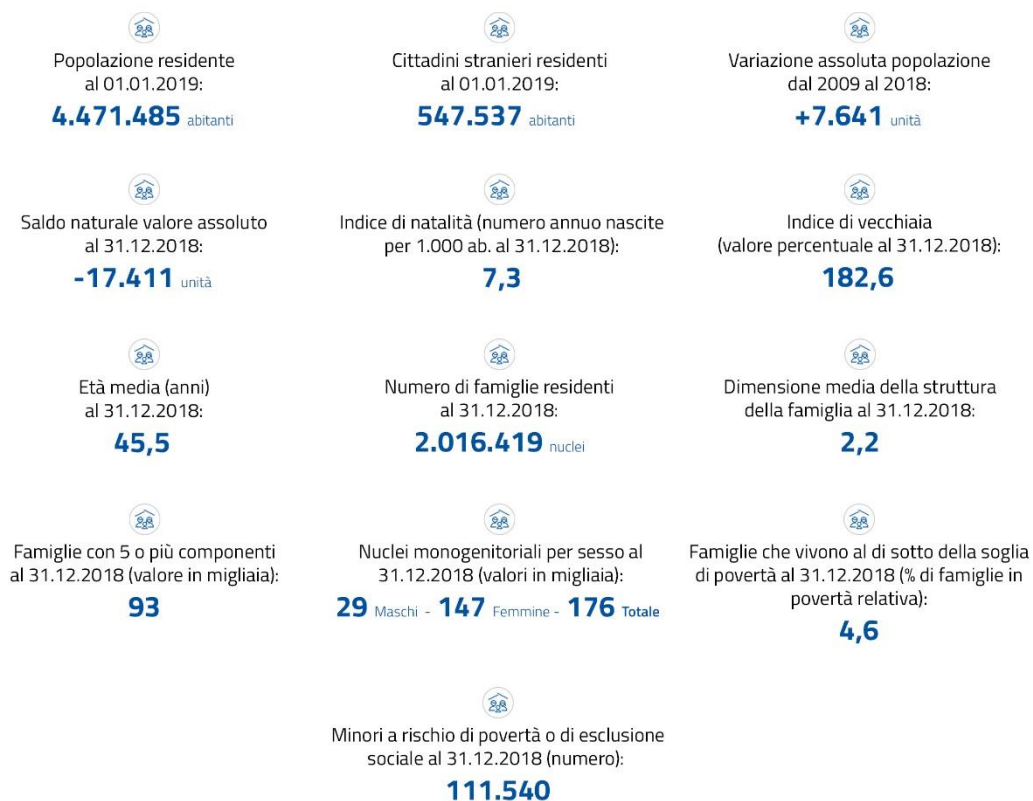 Popolazione residente
al 01.01.2019:
4.471.485 abitanti
Cittadini stranieri residenti
al 01.01.2019:
547.537 abitanti
Variazione assoluta popolazione
dal 2009 al 2018:
+7.641 unità
Saldo naturale valore assoluto
al 31.12.2018:
-17.411 unità
Indice di natalità (numero annuo nascite
per 1.000 ab. al 31.12.2018):
7,3
Indice di vecchiaia
(valore percentuale al 31.12.2018):
182,6
Età media (anni)
al 31.12.2018:
45,5
Numero di famiglie residenti
al 31.12.2018:
2.016.419 nuclei
Dimensione media della struttura
della famiglia al 31.12.2018:
2,2
Famiglie con 5 o più componenti
al 31.12.2018 (valore in migliaia):
93
Nuclei monogenitoriali per sesso al
31.12.2018 (valori in migliaia):
29 Maschi - 147 Femmine - 176 Totale
Famiglie che vivono al di sotto della soglia
di povertà al 31.12.2018 (% di famiglie in
povertà relativa):
4,6
Minori a rischio di povertà o di esclusione
sociale al 31.12.2018 (numero):
111.540